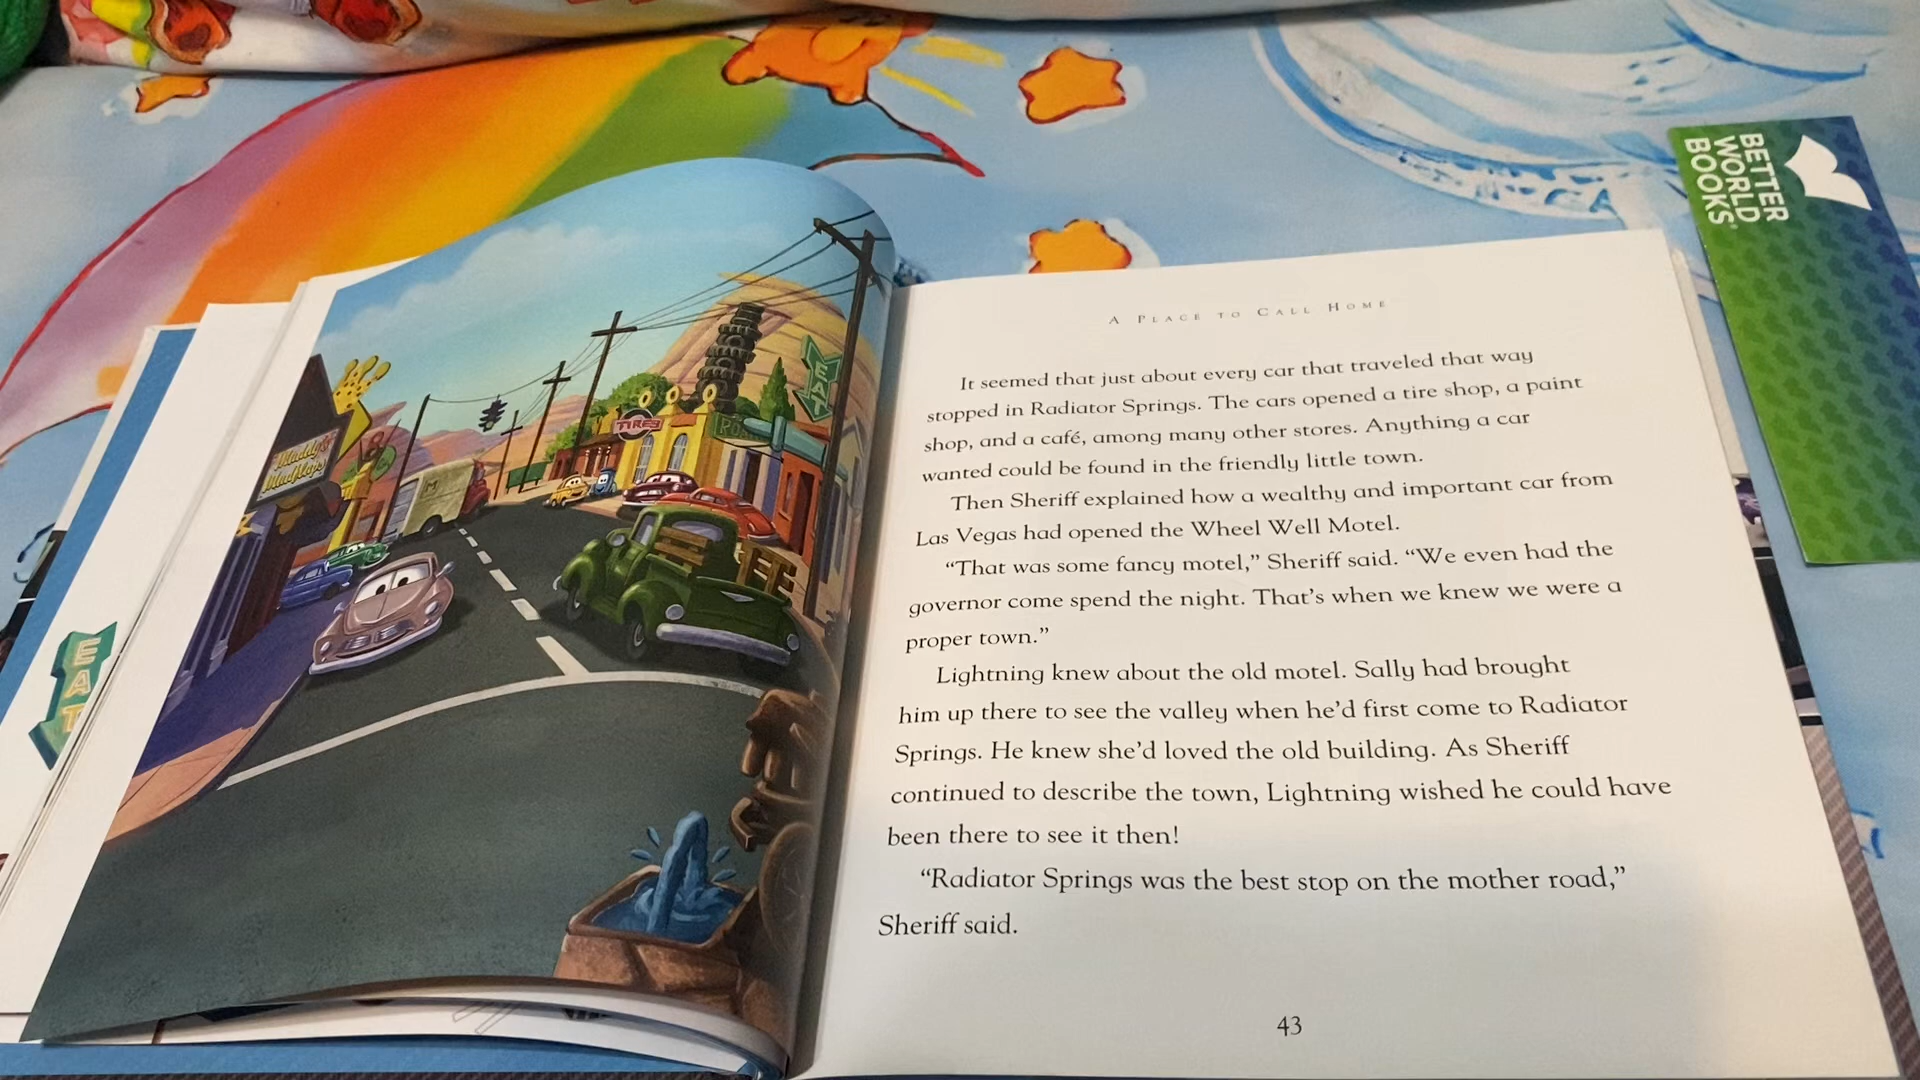 BETTER
WORLD
BOOKS
EAT
TIRES
EAT
A PLACE TO CALL HOME
It seemed that just about every car that traveled that way
stopped in Radiator Springs. The cars opened a tire shop, a paint
shop, and a café, among many other stores. Anything a car
wanted could be found in the friendly little town.
Then Sheriff explained how a wealthy and important car from
Las Vegas had opened the Wheel Well Motel.
“That was some fancy motel,” Sheriff said. “We even had the
governor come spend the night. That’s when we knew we were a
proper town.”
Lightning knew about the old motel. Sally had brought
him up there to see the valley when he’d first come to Radiator
Springs. He knew she’d loved the old building. As Sheriff
continued to describe the town, Lightning wished he could have
been there to see it then!
“Radiator Springs was the best stop on the mother road,”
Sheriff said.
43